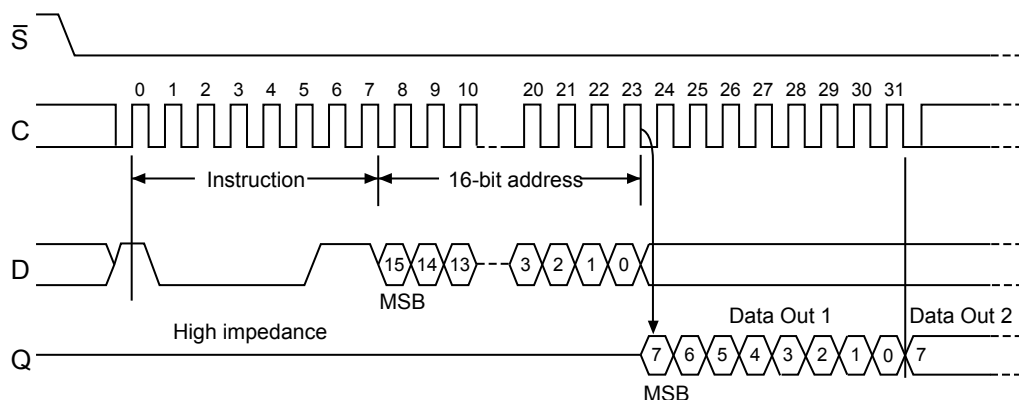 S̅
0 1 2 3 4 5 6 7 8 9 10 20 21 22 23 24 25 26 27 28 29 30 31
C
Instruction 16-bit address
D 15 14 13 3 2 1 0
MSB
High impedance Data Out 1 Data Out 2
Q 7 6 5 4 3 2 1 0 7
MSB